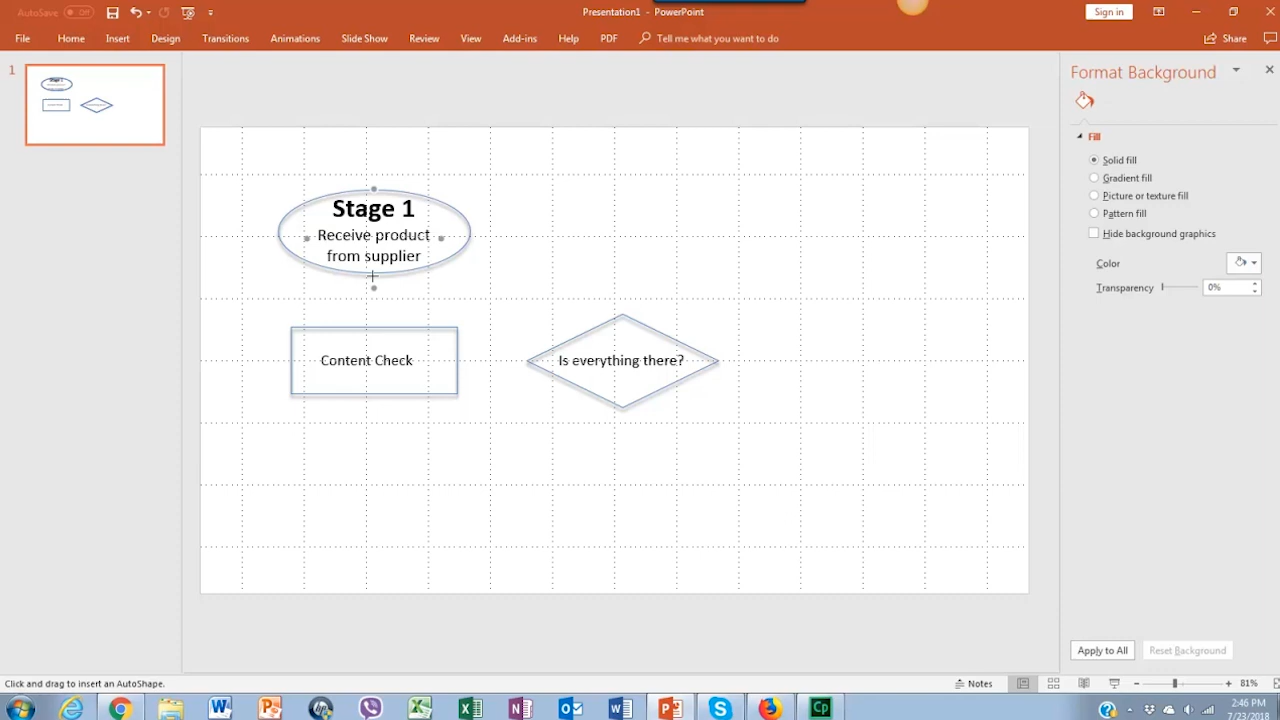 AutoSave Off
Presentation1 - PowerPoint
Sign in
File Home Insert Design Transitions Animations Slide Show Review View Add-ins Help PDF Tell me what you want to do
Share
1
Format Background
Fill
Solid fill
Gradient fill
Picture or texture fill
Pattern fill
Hide background graphics
Color
Transparency 0%
Stage 1
Receive product
from supplier
Content Check
Is everything there?
Apply to All Reset Background
Click and drag to insert an AutoShape.
Notes
81%
2:46 PM
7/23/2018